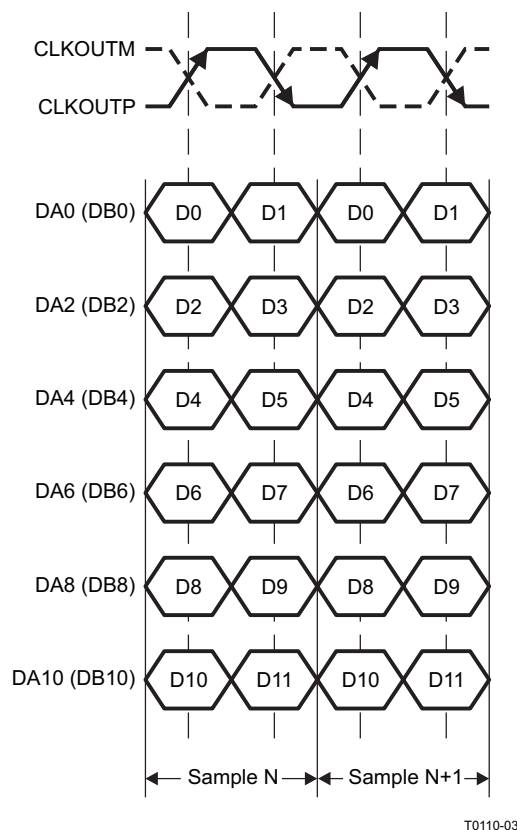 CLKOUTM
CLKOUTP
DA0 (DB0) D0 D1 D0 D1
DA2 (DB2) D2 D3 D2 D3
DA4 (DB4) D4 D5 D4 D5
DA6 (DB6) D6 D7 D6 D7
DA8 (DB8) D8 D9 D8 D9
DA10 (DB10) D10 D11 D10 D11
Sample N Sample N+1
T0110-03